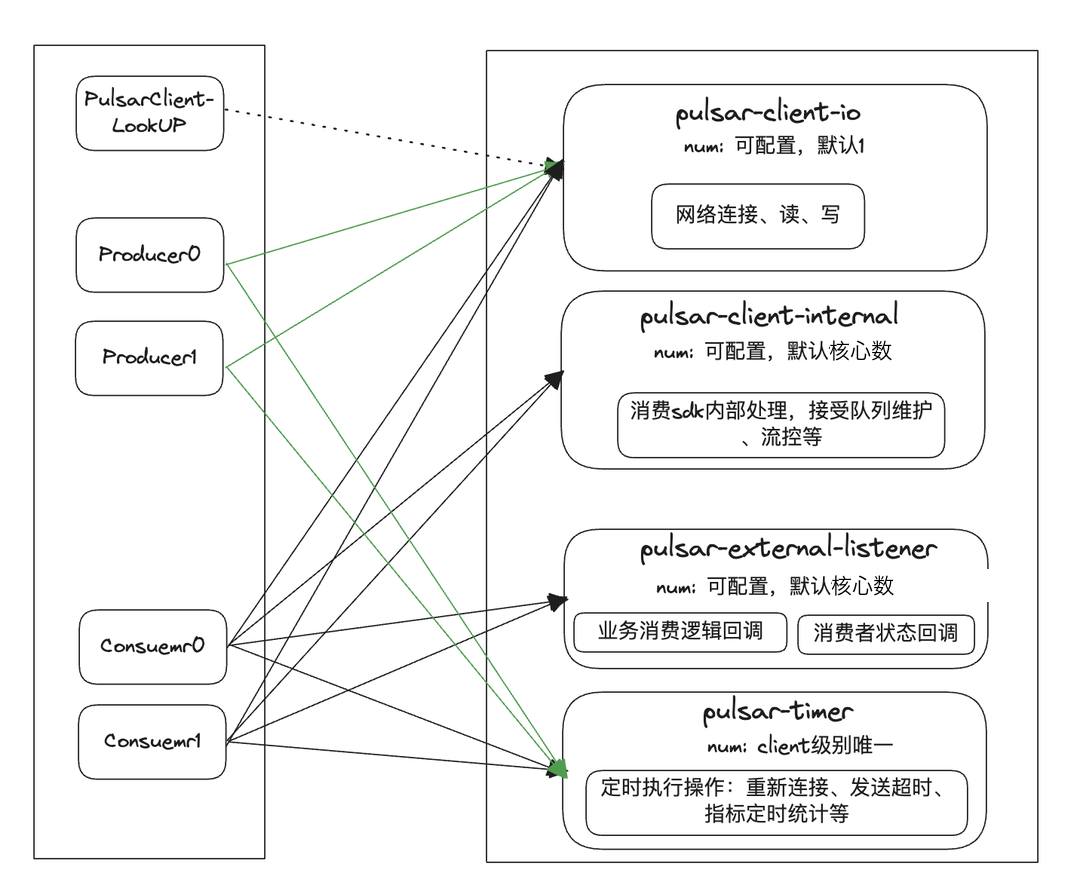 PulsarClient-
LookUP
Producer0
Producer1
Consuemr0
Consuemr1
pulsar-client-io
num: 可配置，默认1
网络连接、读、写
pulsar-client-internal
num: 可配置，默认核心数
消费sdk内部处理，接受队列维护
、流控等
pulsar-external-listener
num: 可配置，默认核心数
业务消费逻辑回调
消费者状态回调
pulsar-timer
num: client级别唯一
定时执行操作：重新连接、发送超时、
指标定时统计等